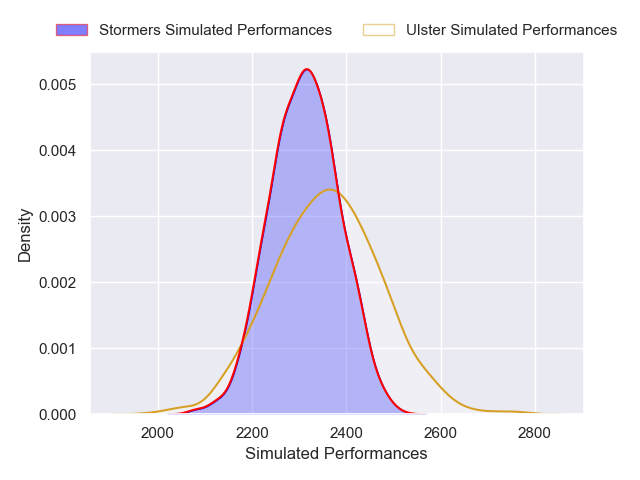 Stormers Simulated Performances
Ulster Simulated Performances
0.005
0.004
0.003
0.002
0.001
0.000
Density
2000
2200
2400
2600
2800
Simulated Performances